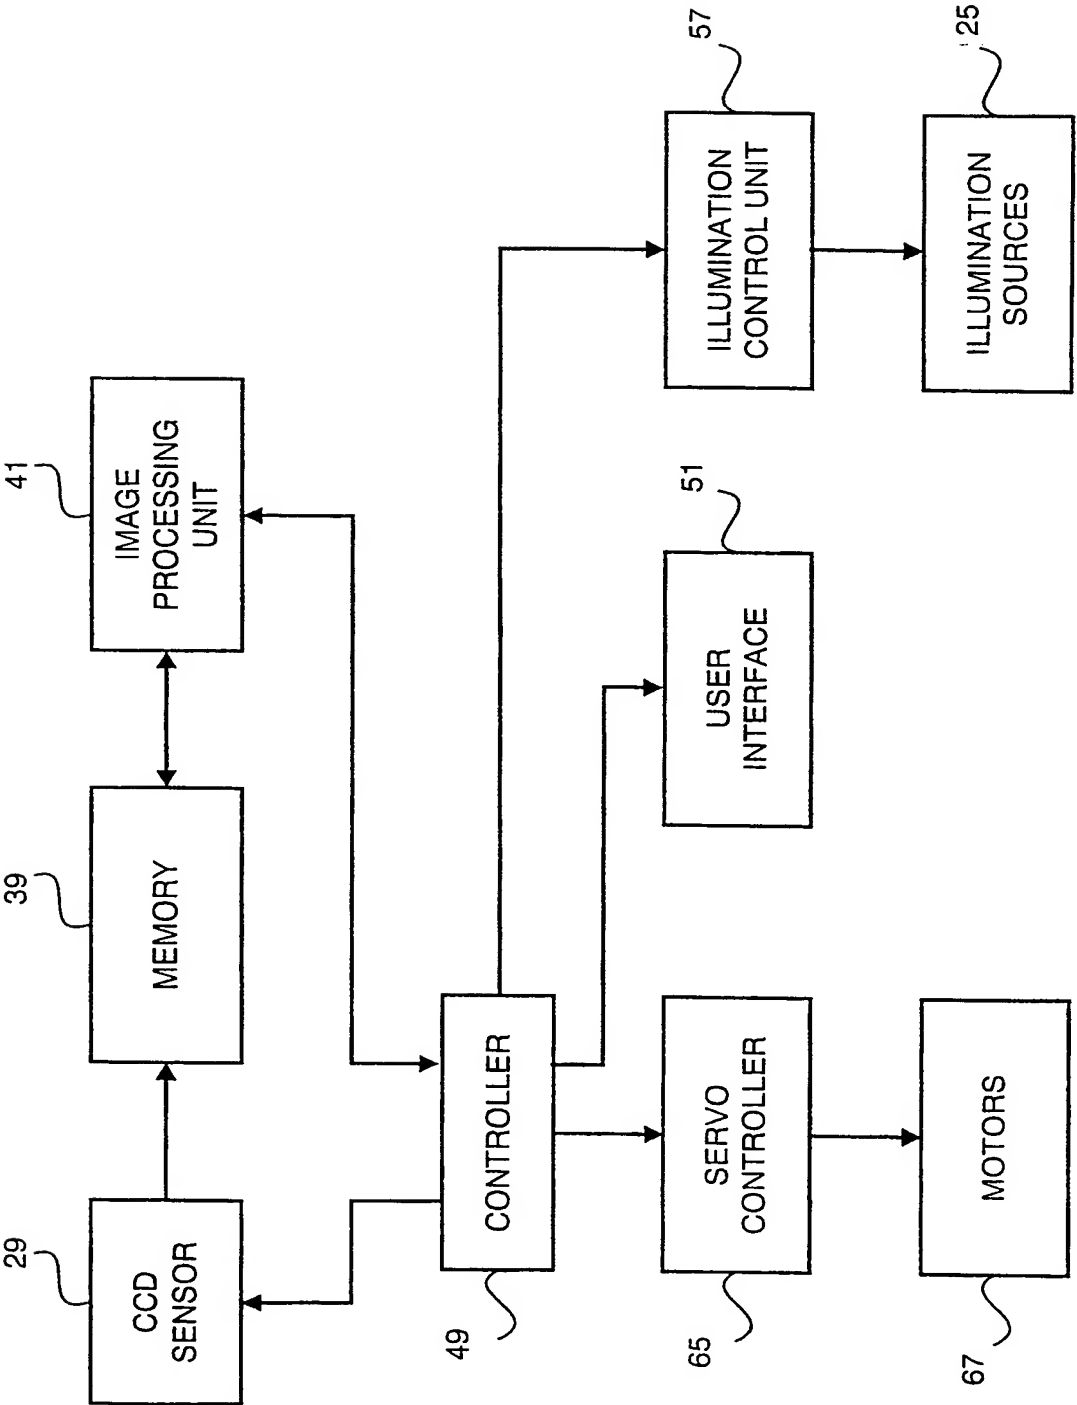 29
CCD
SENSOR
39
MEMORY
41
IMAGE
PROCESSING
UNIT
49
CONTROLLER
65
SERVO
CONTROLLER
51
USER
INTERFACE
57
ILLUMINATION
CONTROL UNIT
67
MOTORS
25
ILLUMINATION
SOURCES